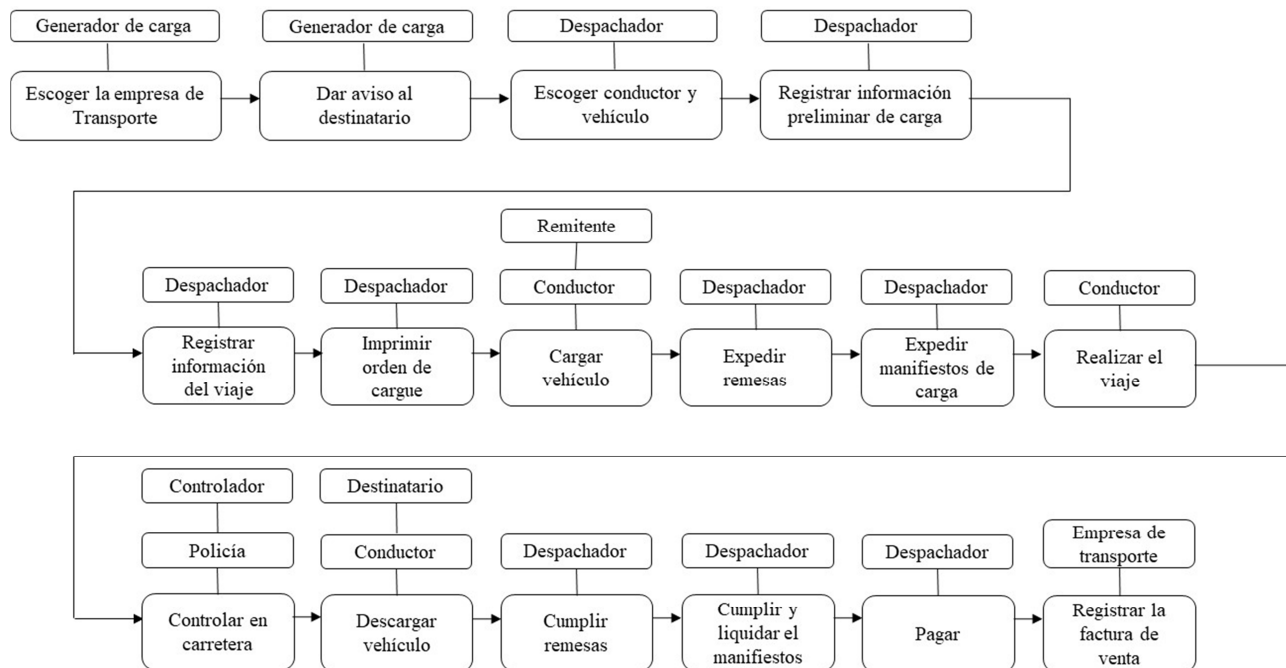 Generador de carga
Generador de carga
Despachador
Despachador
Escoger la empresa de
Transporte
Dar aviso al
destinatario
Escoger conductor y
vehículo
Registrar información
preliminar de carga
Remitente
Despachador
Despachador
Conductor
Despachador
Despachador
Conductor
Registrar
información
del viaje
Imprimir
orden de
cargue
Cargar
vehículo
Expedir
remesas
Expedir
manifiestos de
carga
Realizar el
viaje
Controlador
Destinatario
Policía
Conductor
Despachador
Despachador
Despachador
Empresa de
transporte
Controlar en
carretera
Descargar
vehículo
Cumplir
remesas
Cumplir y
liquidar el
manifiestos
Pagar
Registrar la
factura de
venta